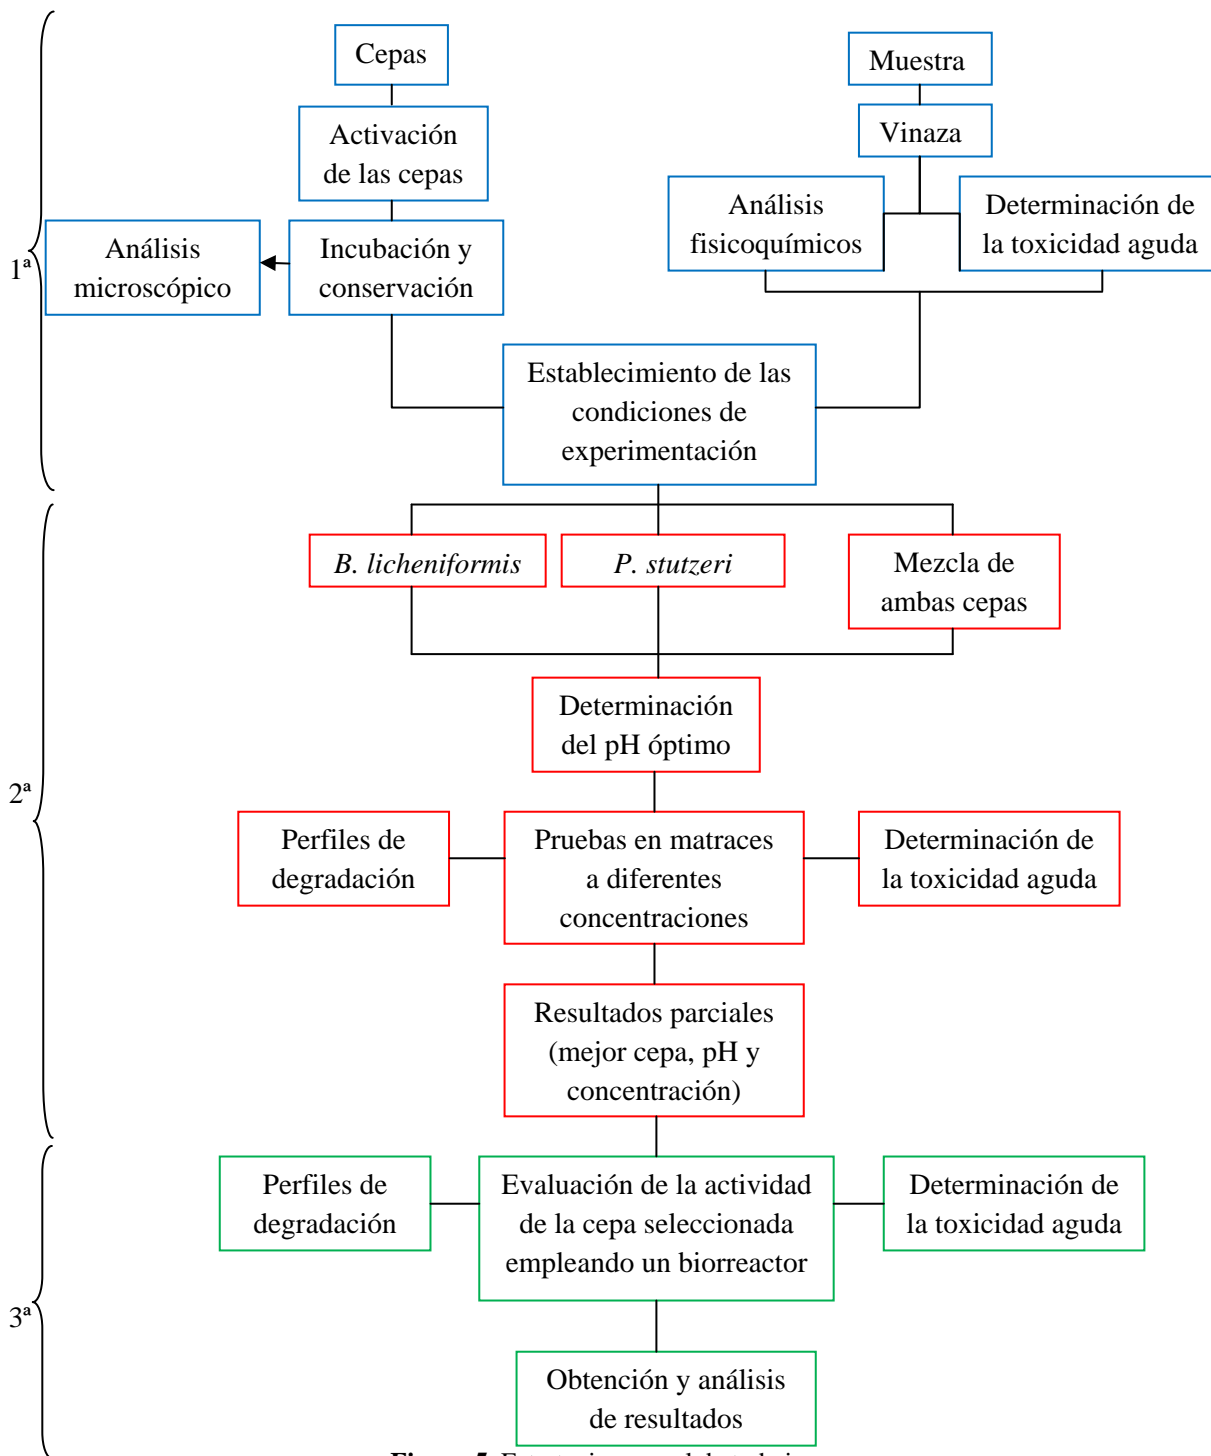 Cepas
Muestra
Activación
de las cepas
Vinaza
Análisis
fisicoquímicos
Determinación de
la toxicidad aguda
1ª
Análisis
microscópico
Incubación y
conservación
Establecimiento de las
condiciones de
experimentación
B. licheniformis
P. stutzeri
Mezcla de
ambas cepas
Determinación
del pH óptimo
2ª
Perfiles de
degradación
Pruebas en matraces
a diferentes
concentraciones
Determinación de
la toxicidad aguda
Resultados parciales
(mejor cepa, pH y
concentración)
Perfiles de
degradación
Evaluación de la actividad
de la cepa seleccionada
empleando un biorreactor
Determinación de
la toxicidad aguda
3ª
Obtención y análisis
de resultados